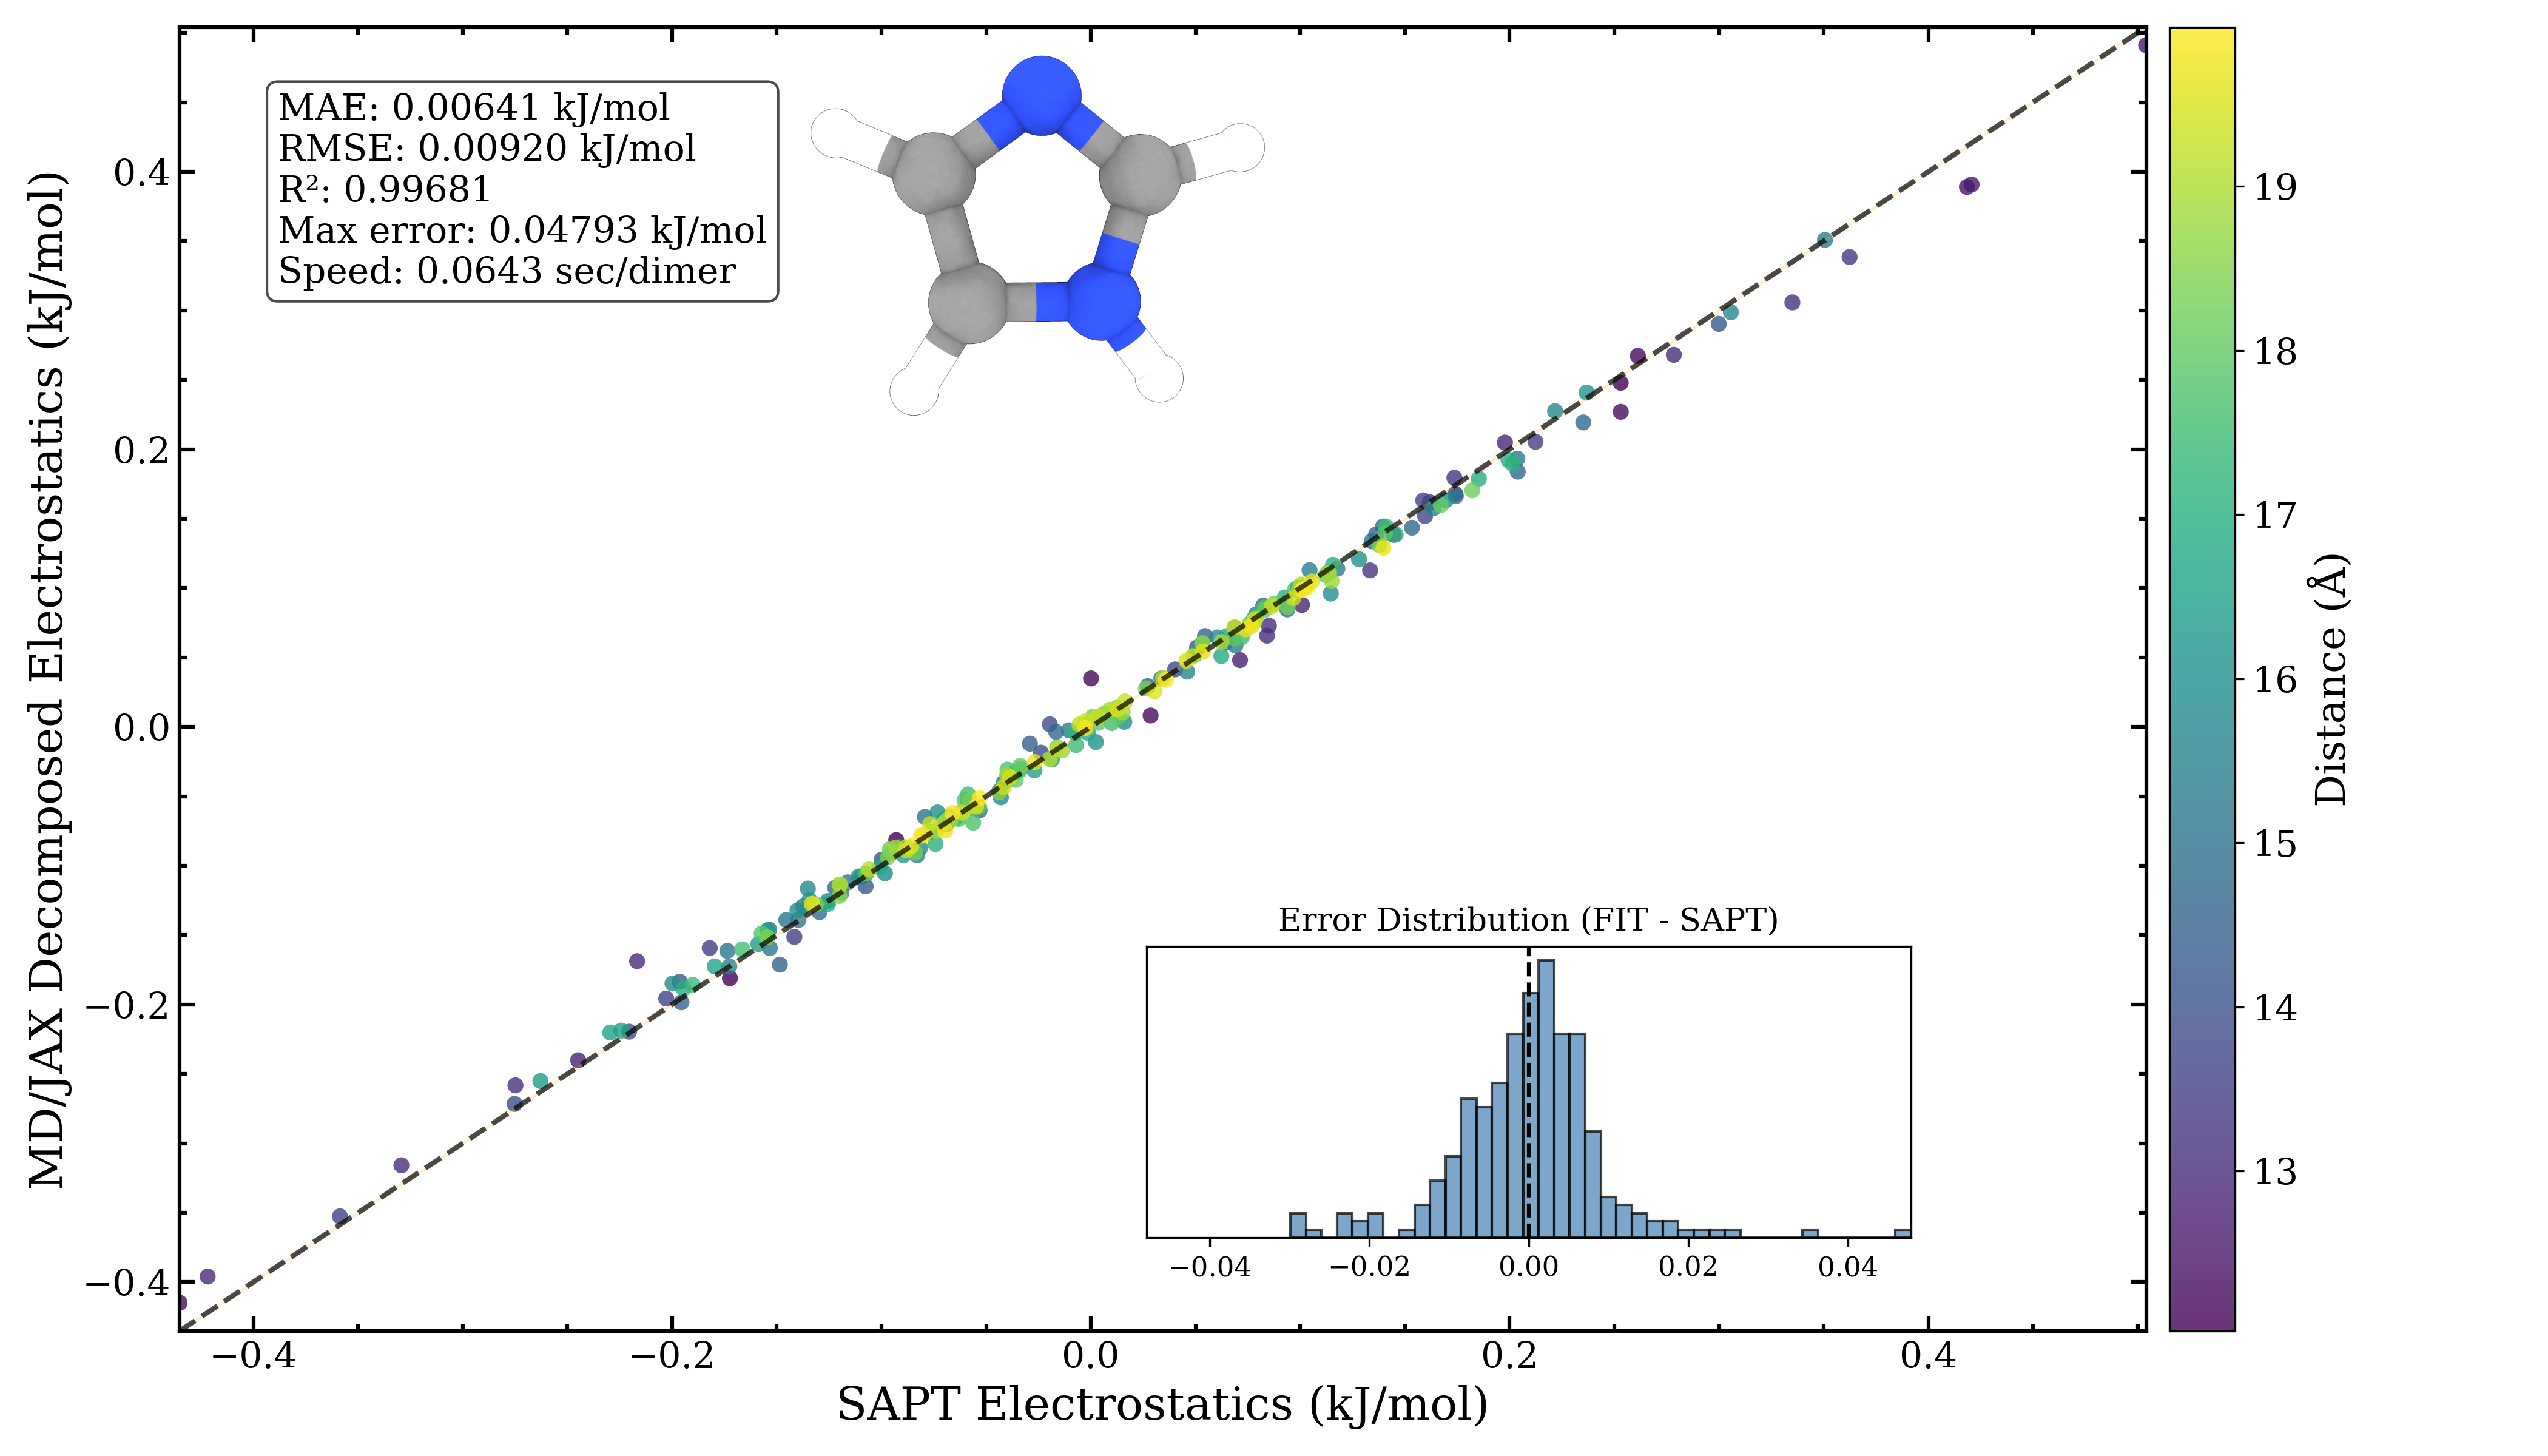 MAE: 0.00641 kJ/mol
RMSE: 0.00920 kJ/mol
R²: 0.99681
Max error: 0.04793 kJ/mol
Speed: 0.0643 sec/dimer
MD/JAX Decomposed Electrostatics (kJ/mol)
0.4
0.2
0.0
−0.2
−0.4
−0.4
−0.2
0.0
0.2
0.4
SAPT Electrostatics (kJ/mol)
Error Distribution (FIT - SAPT)
−0.04
−0.02
0.00
0.02
0.04
19
18
17
16
15
14
13
Distance (Å)